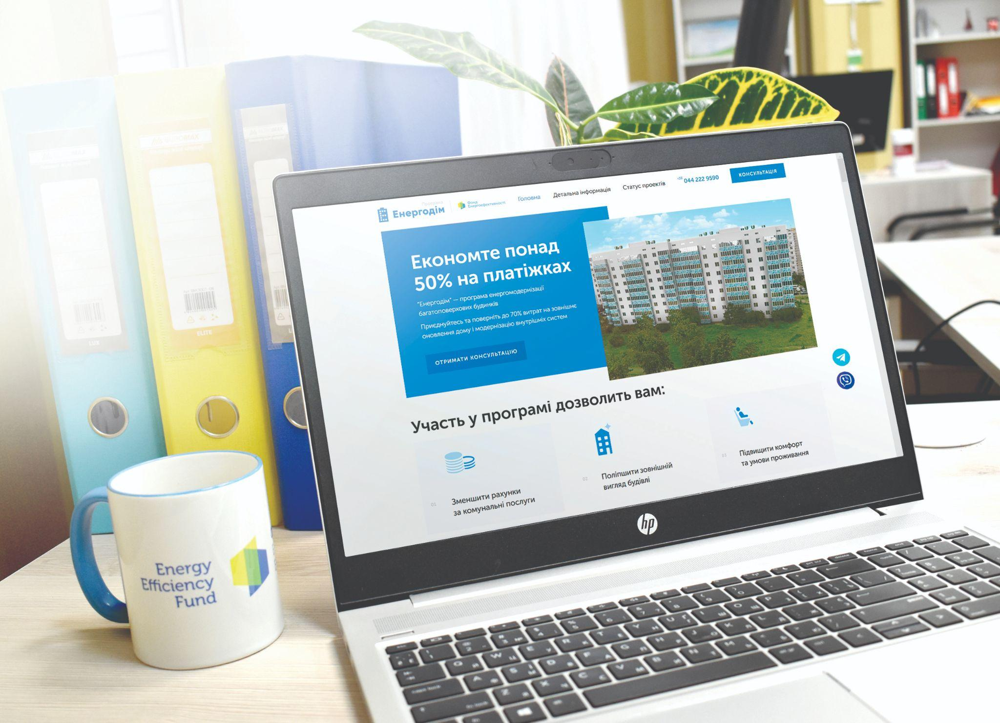 Програма
Енергодім
Фонд
Енергоефективності
Головна
Детальна інформація
Статус проектів
+38 044 222 9590
КОНСУЛЬТАЦІЯ
Економте понад
50% на платіжках
"Енергодім" — програма енергомодернізації
багатоповерхових будинків
Приєднуйтесь та поверніть до 70% витрат на зовнішнє
оновлення дому і модернізацію внутрішніх систем
ОТРИМАТИ КОНСУЛЬТАЦІЮ
Участь у програмі дозволить вам:
01
Зменшити рахунки
за комунальні послуги
02
Поліпшити зовнішній
вигляд будівлі
03
Підвищити комфорт
та умови проживання
hp
Energy
Efficiency
Fund
BUROMAX
ELITE
LUX